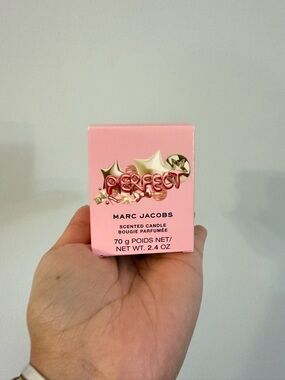 PERFECT
MARC JACOBS
SCENTED CANDLE
BOUGIE PARFUMÉE
70 g POIDS NET/
NET WT. 2.4 OZ